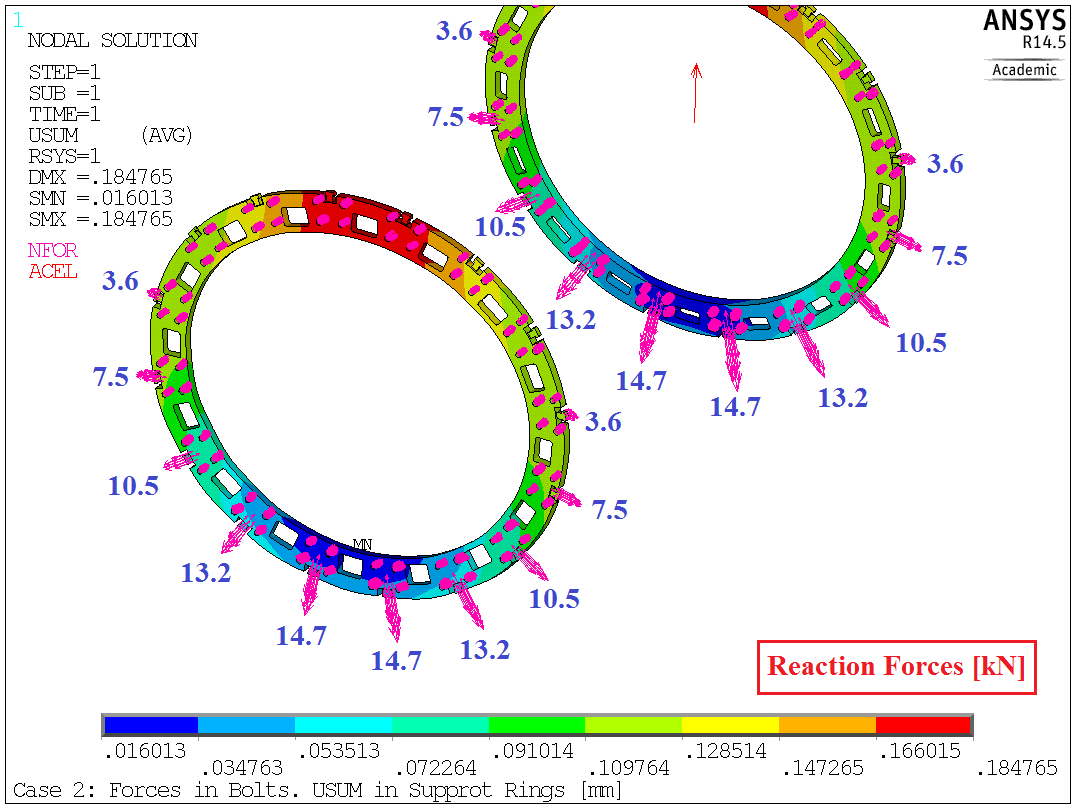 1
NODAL SOLUTION
STEP=1
SUB =1
TIME=1
USUM (AVG)
RSYS=1
DMX =.184765
SMN =.016013
SMX =.184765
NFOR
ACEL
ANSYS
R14.5
Academic
3.6
7.5
10.5
13.2
14.7
14.7
13.2
10.5
7.5
3.6
3.6
7.5
10.5
13.2
14.7
14.7
13.2
10.5
7.5
3.6
MN
Reaction Forces [kN]
.016013 .053513 .091014 .128514 .166015
.034763 .072264 .109764 .147265 .184765
Case 2: Forces in Bolts. USUM in Supprot Rings [mm]